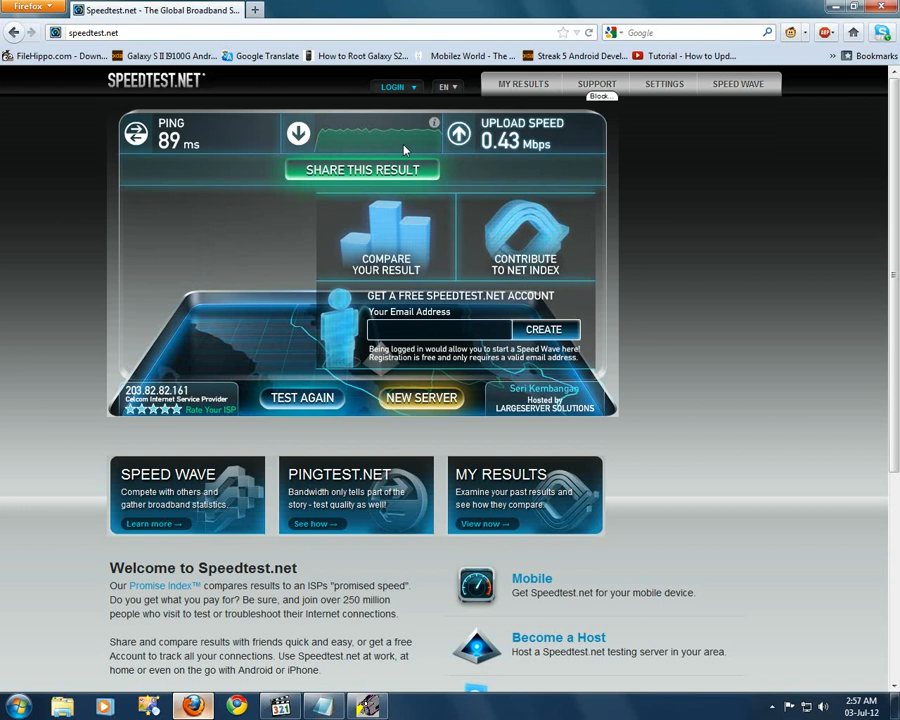 Firefox
Speedtest.net - The Global Broadband S...
speedtest.net
Google
FileHippo.com - Down...
Galaxy S II I9100G Andr...
Google Translate
How to Root Galaxy S2...
Mobilez World - The ...
Streak 5 Android Devel...
Tutorial - How to Upd...
»
Bookmarks
SPEEDTEST.NET
LOGIN
EN
MY RESULTS
SUPPORT
SETTINGS
SPEED WAVE
Block...
PING
89 ms
UPLOAD SPEED
0.43 Mbps
SHARE THIS RESULT
COMPARE
YOUR RESULT
CONTRIBUTE
TO NET INDEX
GET A FREE SPEEDTEST.NET ACCOUNT
Your Email Address
CREATE
Being logged in would allow you to start a Speed Wave here!
Registration is free and only requires a valid email address.
203.82.82.161
Celcom Internet Service Provider
Rate Your ISP
TEST AGAIN
NEW SERVER
Seri Kembangan
Hosted by
LARGESERVER SOLUTIONS
SPEED WAVE
Compete with others and
gather broadband statistics.
Learn more →
PINGTEST.NET
Bandwidth only tells part of the
story - test quality as well!
See how →
MY RESULTS
Examine your past results and
see how they compare.
View now →
Welcome to Speedtest.net
Our Promise Index™ compares results to an ISPs "promised speed".
Do you get what you pay for? Be sure, and join over 250 million
people who visit to test or troubleshoot their Internet connections.
Share and compare results with friends quick and easy, or get a free
Account to track all your connections. Use Speedtest.net at work, at
home or even on the go with Android or iPhone.
Mobile
Get Speedtest.net for your mobile device.
Become a Host
Host a Speedtest.net testing server in your area.
321
2:57 AM
03-Jul-12